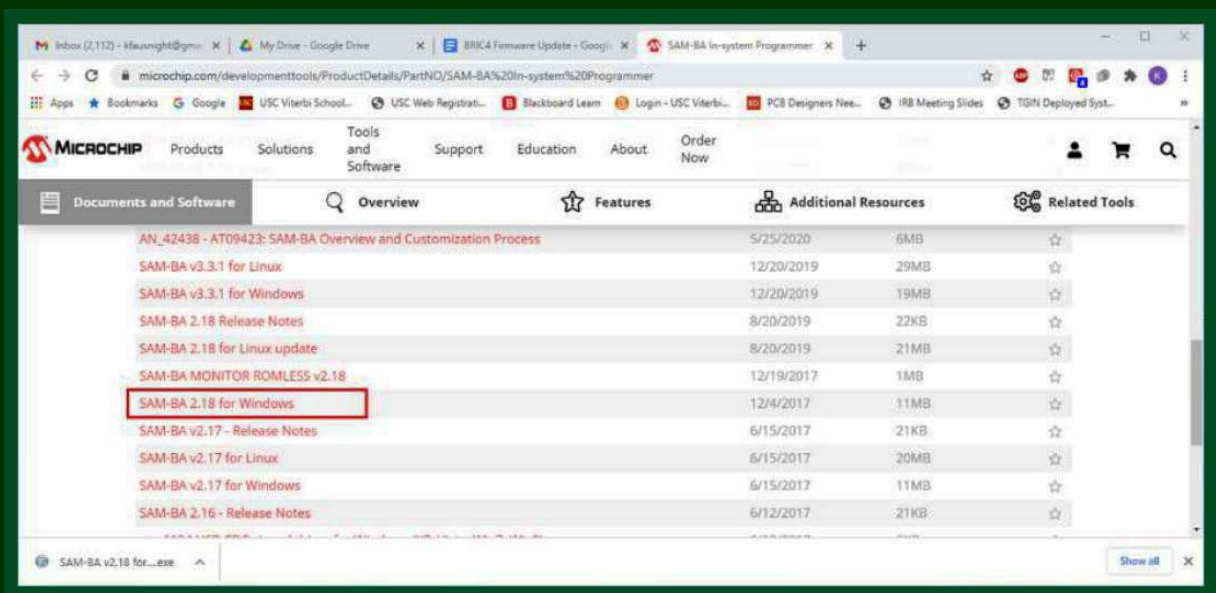 Inbox (2,112) - kfausnight@gma
My Drive - Google Drive
BRIC4 Firmware Update - Googl
SAM-BA In-system Programmer
microchip.com/developmenttools/ProductDetails/PartNO/SAM-BA%20In-system%20Programmer
Apps Bookmarks Google USC Viterbi School... USC Web Registrati... Blackboard Learn Login - USC Viterbi... PCB Designers Nee... IRB Meeting Slides TGIN Deployed Syst... »
MICROCHIP Products Solutions Tools and Software Support Education About Order Now
Documents and Software Overview Features Additional Resources Related Tools
AN_42438 - AT09423: SAM-BA Overview and Customization Process 5/25/2020 6MB
SAM-BA v3.3.1 for Linux 12/20/2019 29MB
SAM-BA v3.3.1 for Windows 12/20/2019 19MB
SAM-BA 2.18 Release Notes 8/20/2019 22KB
SAM-BA 2.18 for Linux update 8/20/2019 21MB
SAM-BA MONITOR ROMLESS v2.18 12/19/2017 1MB
SAM-BA 2.18 for Windows 12/4/2017 11MB
SAM-BA v2.17 - Release Notes 6/15/2017 21KB
SAM-BA v2.17 for Linux 6/15/2017 20MB
SAM-BA v2.17 for Windows 6/15/2017 11MB
SAM-BA 2.16 - Release Notes 6/12/2017 21KB
SAM-BA v2.18 for....exe Show all